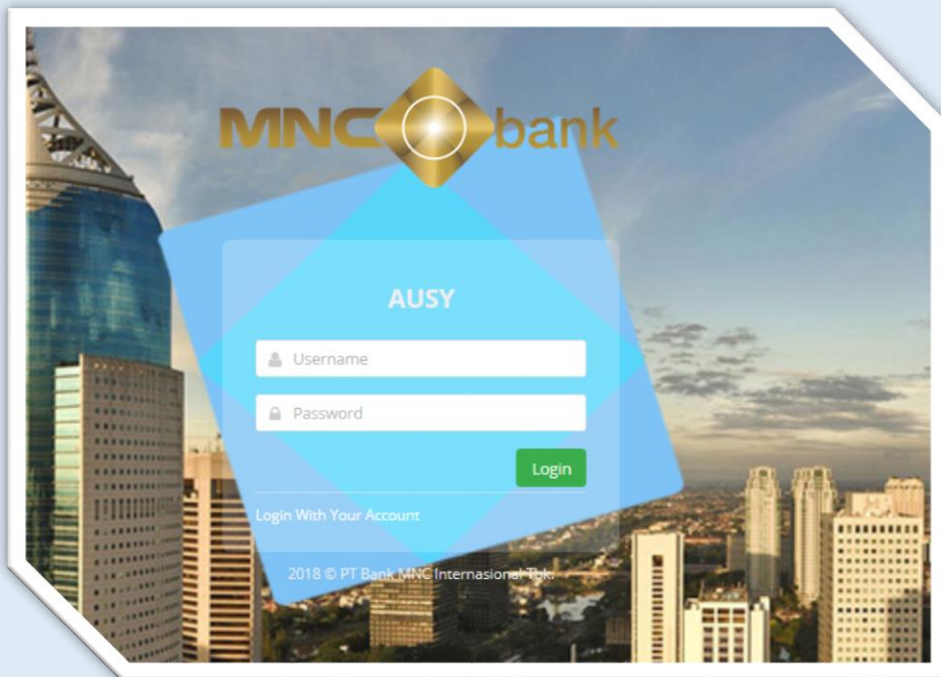 MNC bank
AUSY
Username
Password
Login
Login With Your Account
2018 © PT Bank MNC Internasional Tbk.